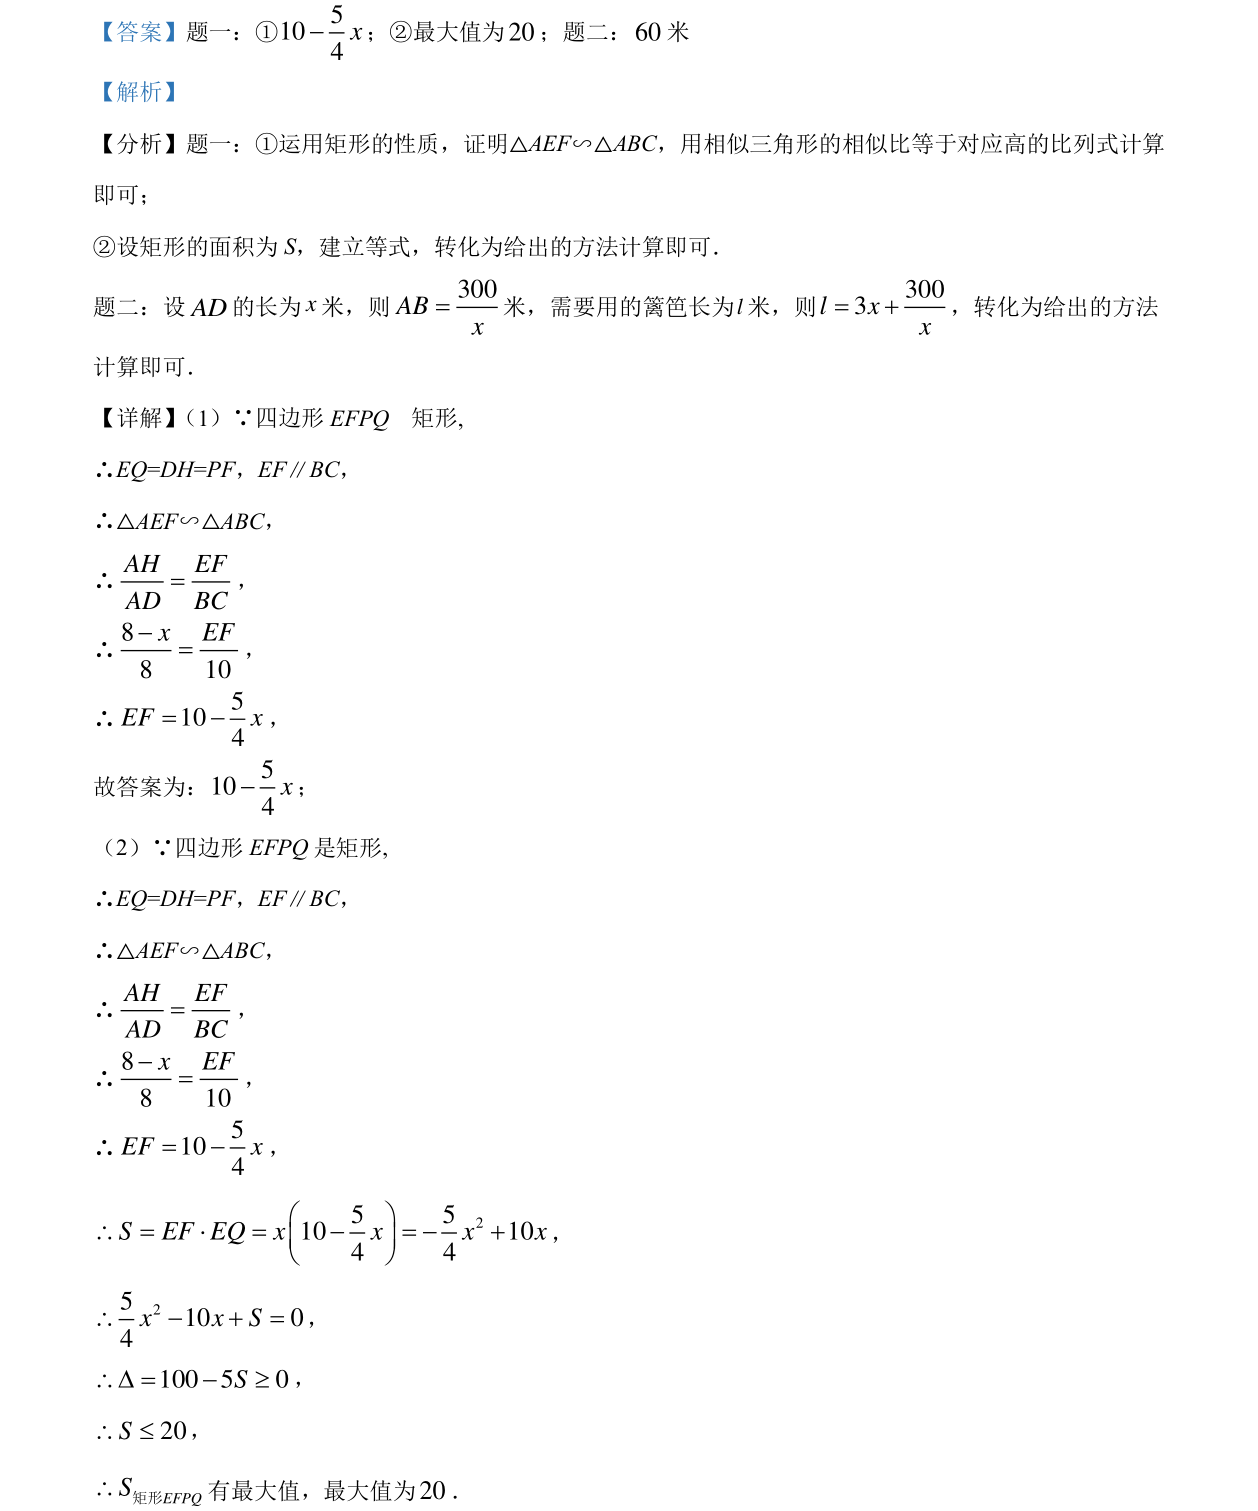 【答案】题一：①10−5/4x；②最大值为20；题二：60米
【解析】
【分析】题一：①运用矩形的性质，证明△AEF∽△ABC，用相似三角形的相似比等于对应高的比列式计算
即可；
②设矩形的面积为S，建立等式，转化为给出的方法计算即可．
题二：设AD的长为x米，则AB=300/x米，需要用的篱笆长为l米，则l=3x+300/x，转化为给出的方法
计算即可．
【详解】（1）∵四边形EFPQ 矩形,
∴EQ=DH=PF，EF∥BC，
∴△AEF∽△ABC，
∴AH/AD=EF/BC，
∴(8−x)/8=EF/10，
∴EF=10−5/4x，
故答案为：10−5/4x；
（2）∵四边形EFPQ是矩形,
∴EQ=DH=PF，EF∥BC，
∴△AEF∽△ABC，
∴AH/AD=EF/BC，
∴(8−x)/8=EF/10，
∴EF=10−5/4x，
∴S=EF·EQ=x(10−5/4x)=−5/4x²+10x，
∴5/4x²−10x+S=0，
∴Δ=100−5S≥0，
∴S≤20，
∴S矩形EFPQ有最大值，最大值为20．